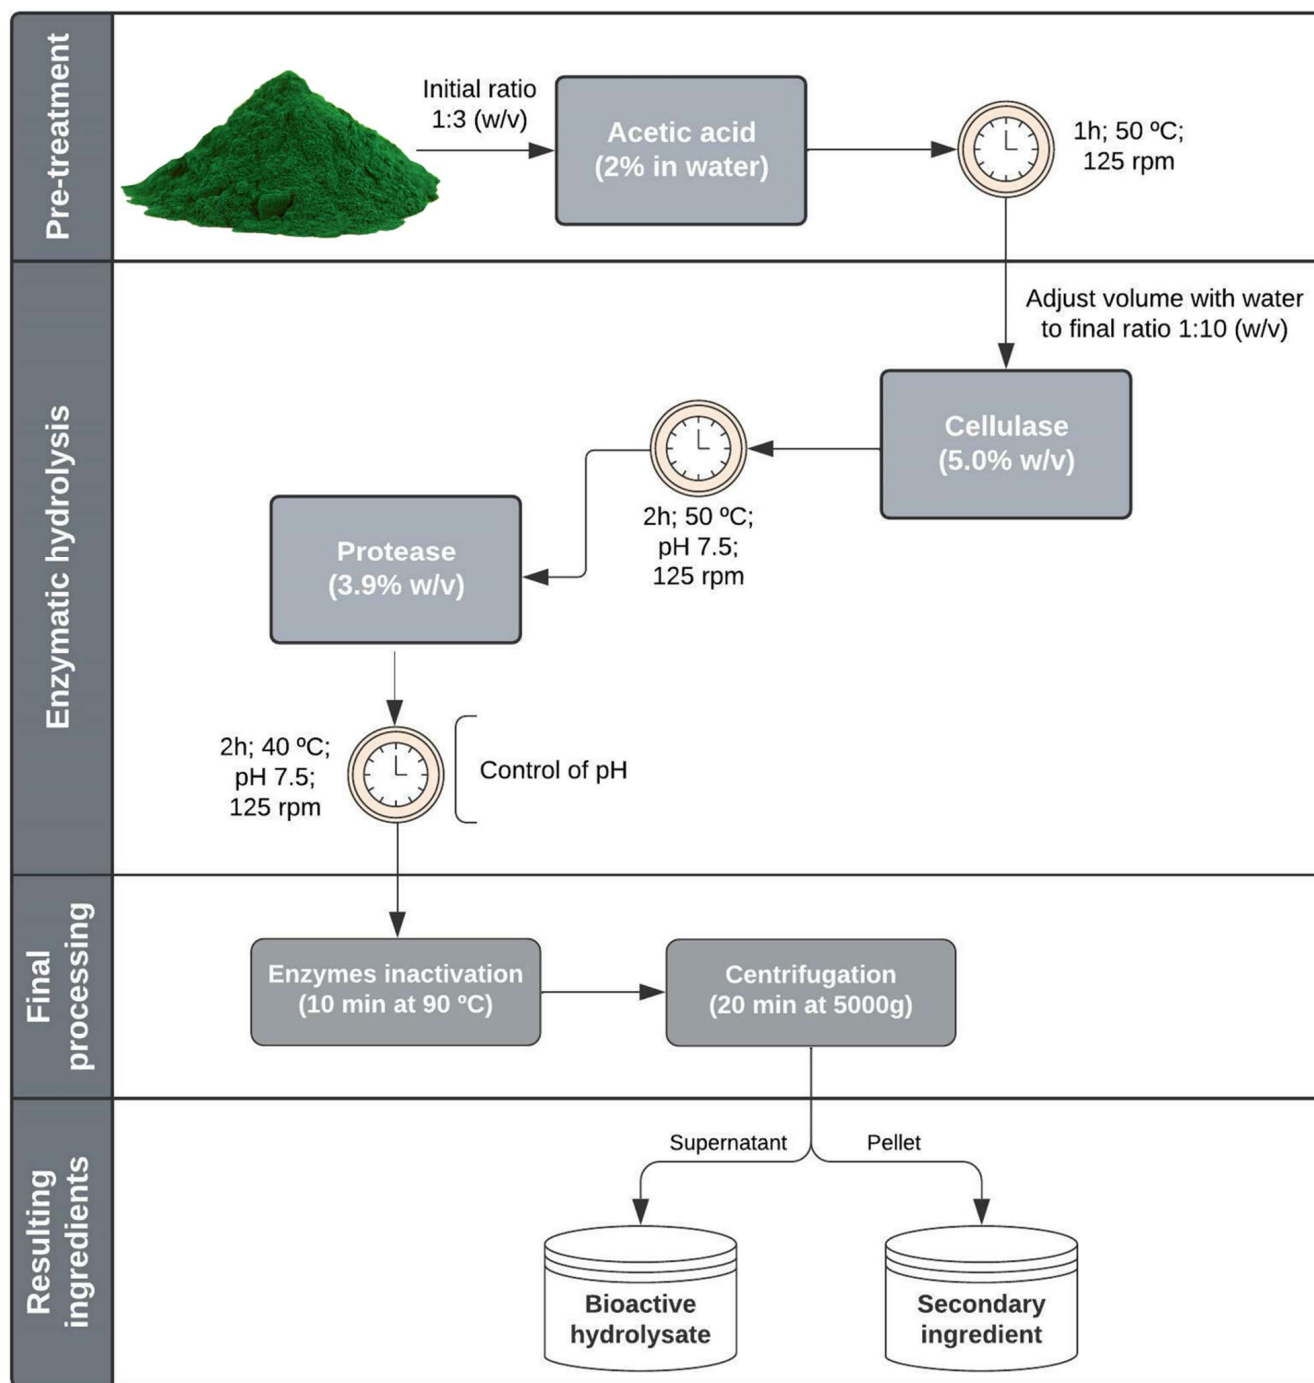 Pre-treatment
Initial ratio
1:3 (w/v)
Acetic acid
(2% in water)
1h; 50 ºC;
125 rpm
Enzymatic hydrolysis
Adjust volume with water
to final ratio 1:10 (w/v)
Cellulase
(5.0% w/v)
2h; 50 ºC;
pH 7.5;
125 rpm
Protease
(3.9% w/v)
2h; 40 ºC;
pH 7.5;
125 rpm
Control of pH
Final
processing
Enzymes inactivation
(10 min at 90 ºC)
Centrifugation
(20 min at 5000g)
Resulting
ingredients
Supernatant
Pellet
Bioactive
hydrolysate
Secondary
ingredient